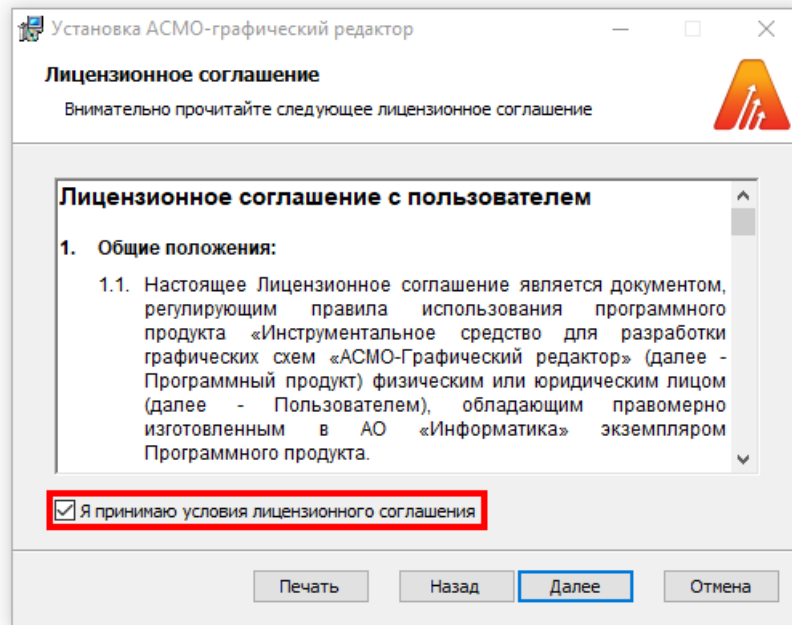 Установка АСМО-графический редактор
Лицензионное соглашение
Внимательно прочитайте следующее лицензионное соглашение
Лицензионное соглашение с пользователем
1. Общие положения:
1.1. Настоящее Лицензионное соглашение является документом,
регулирующим правила использования программного
продукта «Инструментальное средство для разработки
графических схем «АСМО-Графический редактор» (далее -
Программный продукт) физическим или юридическим лицом
(далее - Пользователем), обладающим правомерно
изготовленным в АО «Информатика» экземпляром
Программного продукта.
Я принимаю условия лицензионного соглашения
Печать Назад Далее Отмена